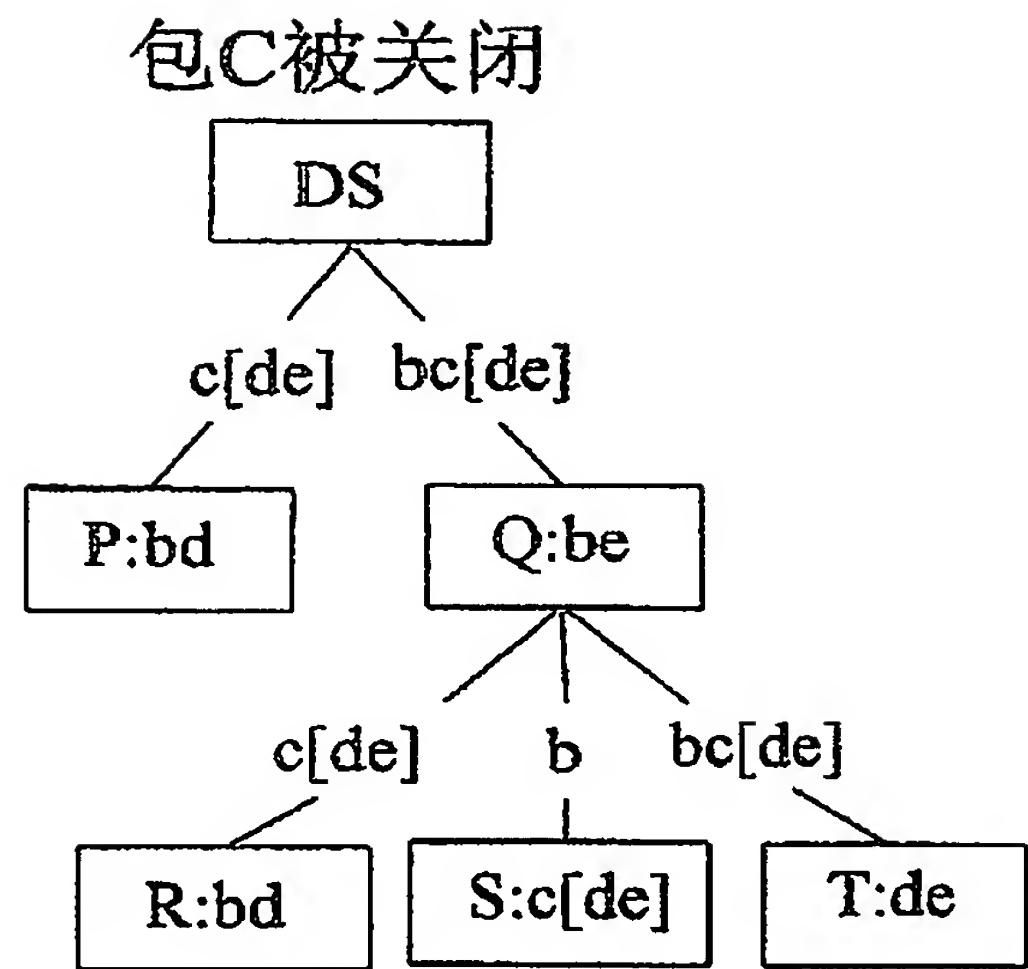 包C被关闭
DS
c[de] bc[de]
P:bd Q:be
c[de] b bc[de]
R:bd S:c[de] T:de